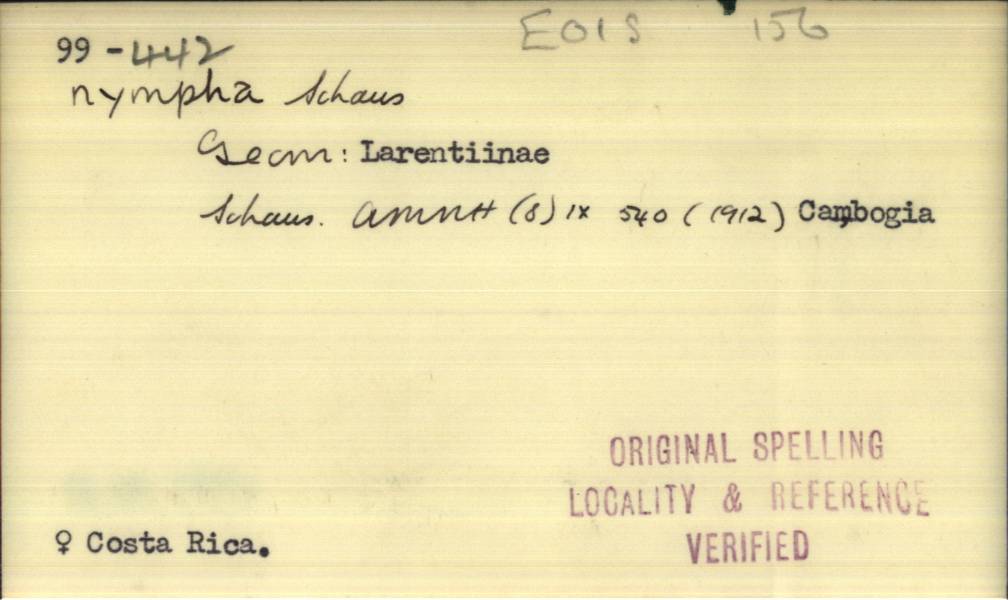 EOIS 156
99 - 442
nympha Schaus
Geom: Larentiinae
Schaus. AMNH (8) IX 540 (1912) Cambogia
ORIGINAL SPELLING
LOCALITY & REFERENCE
VERIFIED
♀ Costa Rica.